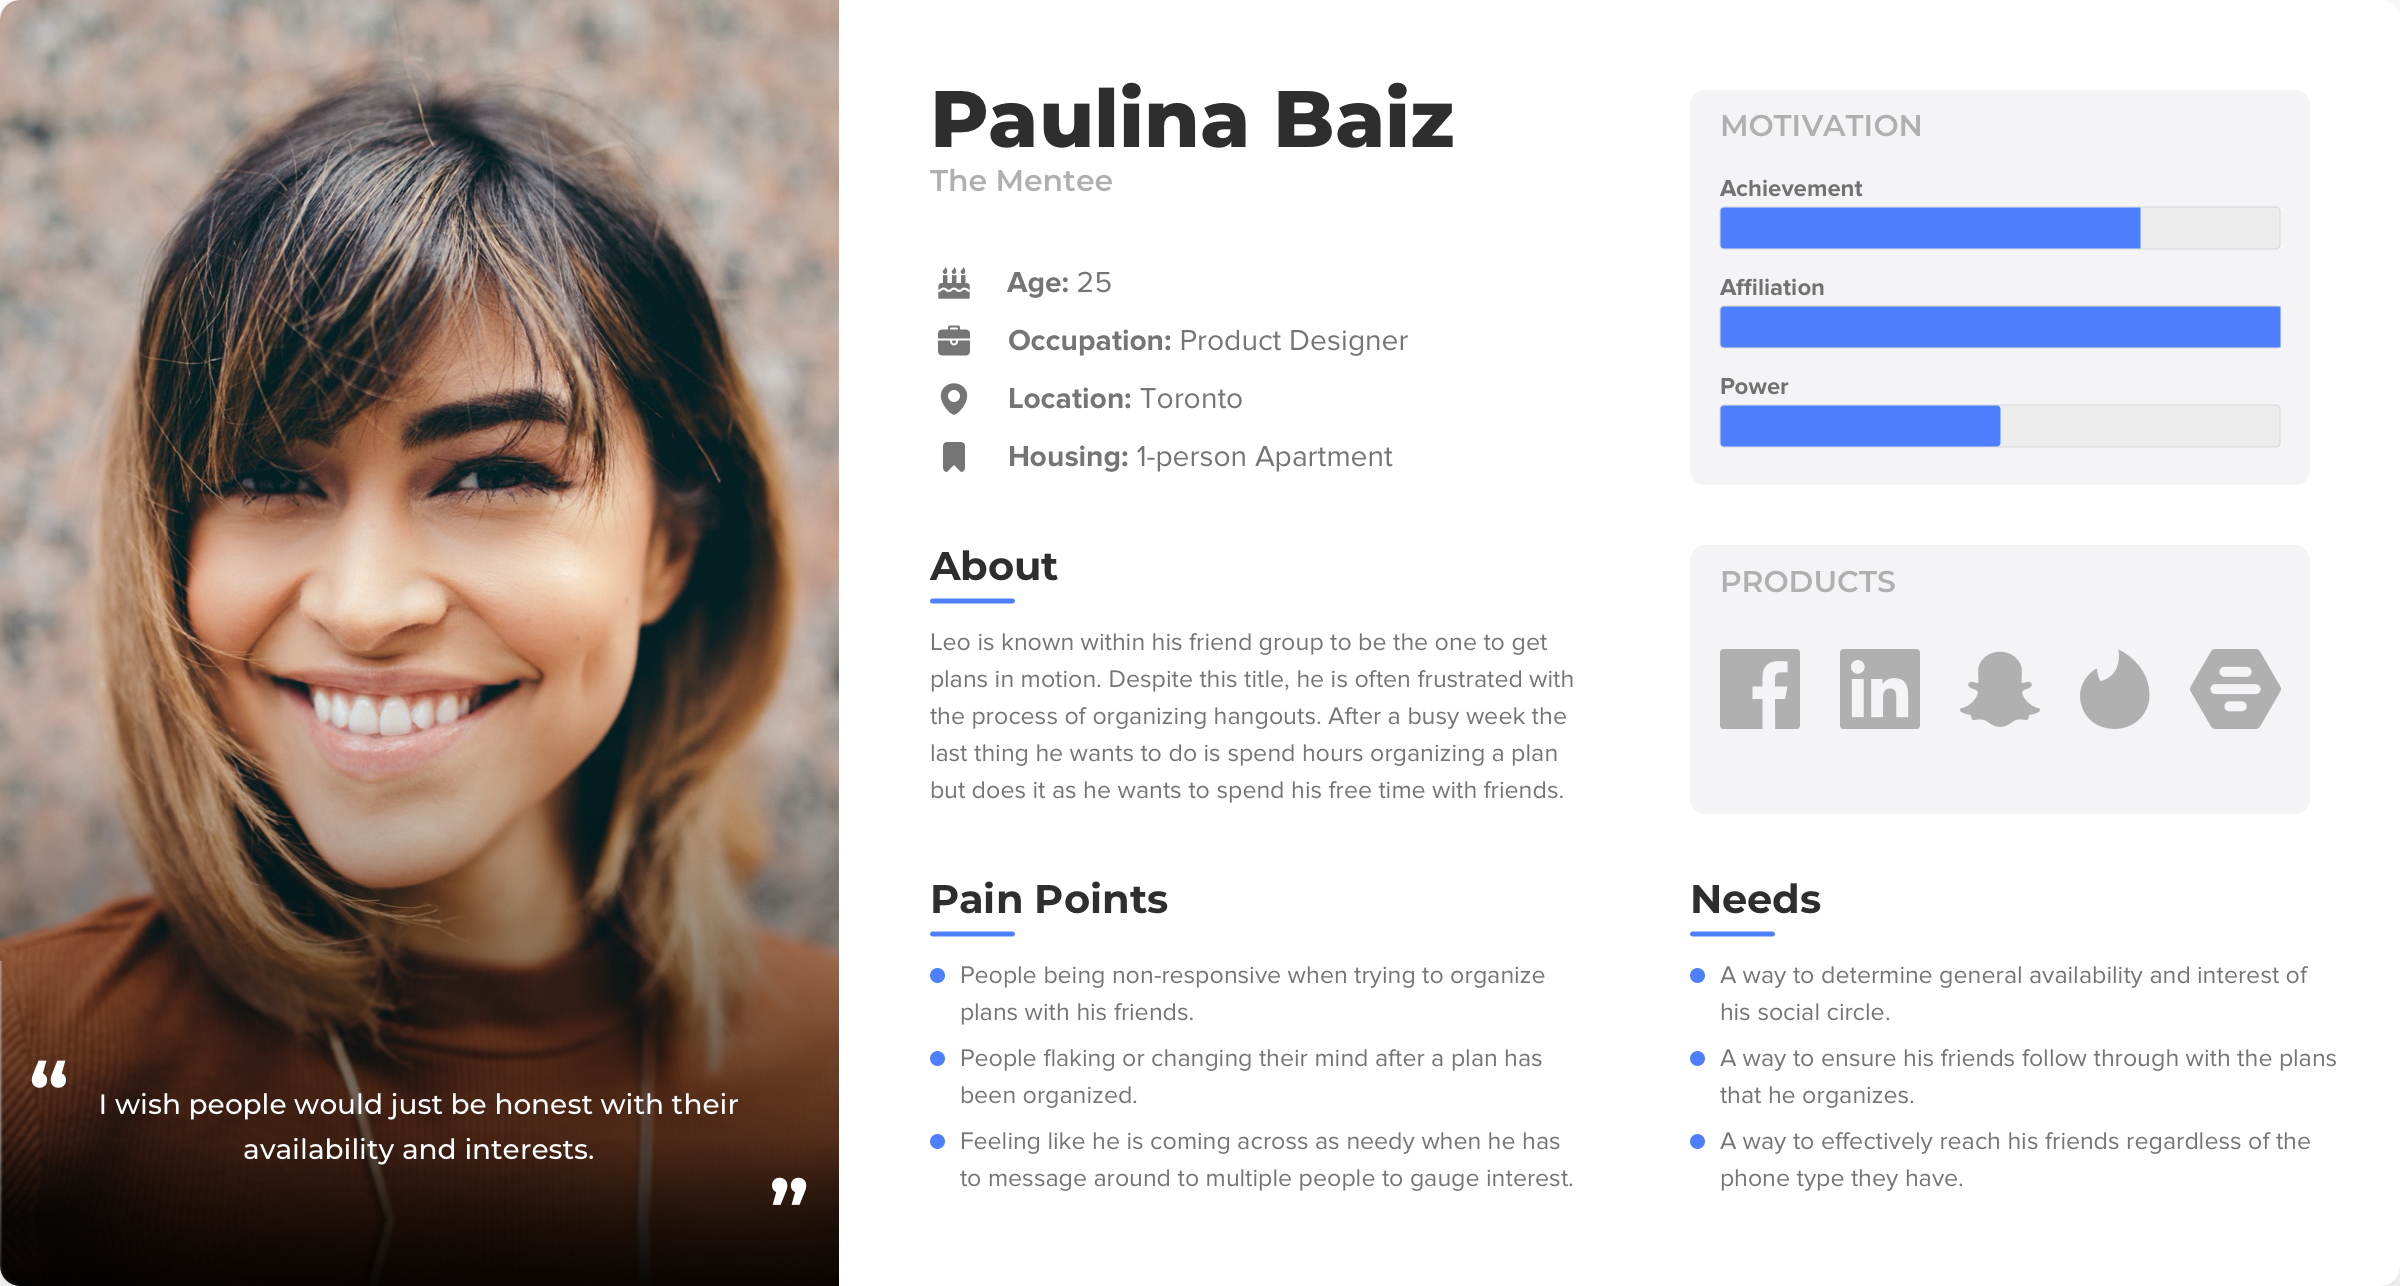 Paulina Baiz
The Mentee
Age: 25
Occupation: Product Designer
Location: Toronto
Housing: 1-person Apartment
MOTIVATION
Achievement
Affiliation
Power
About
Leo is known within his friend group to be the one to get
plans in motion. Despite this title, he is often frustrated with
the process of organizing hangouts. After a busy week the
last thing he wants to do is spend hours organizing a plan
but does it as he wants to spend his free time with friends.
PRODUCTS
f
in
Pain Points
People being non-responsive when trying to organize
plans with his friends.
People flaking or changing their mind after a plan has
been organized.
Feeling like he is coming across as needy when he has
to message around to multiple people to gauge interest.
Needs
A way to determine general availability and interest of
his social circle.
A way to ensure his friends follow through with the plans
that he organizes.
A way to effectively reach his friends regardless of the
phone type they have.
“
I wish people would just be honest with their
availability and interests.
”